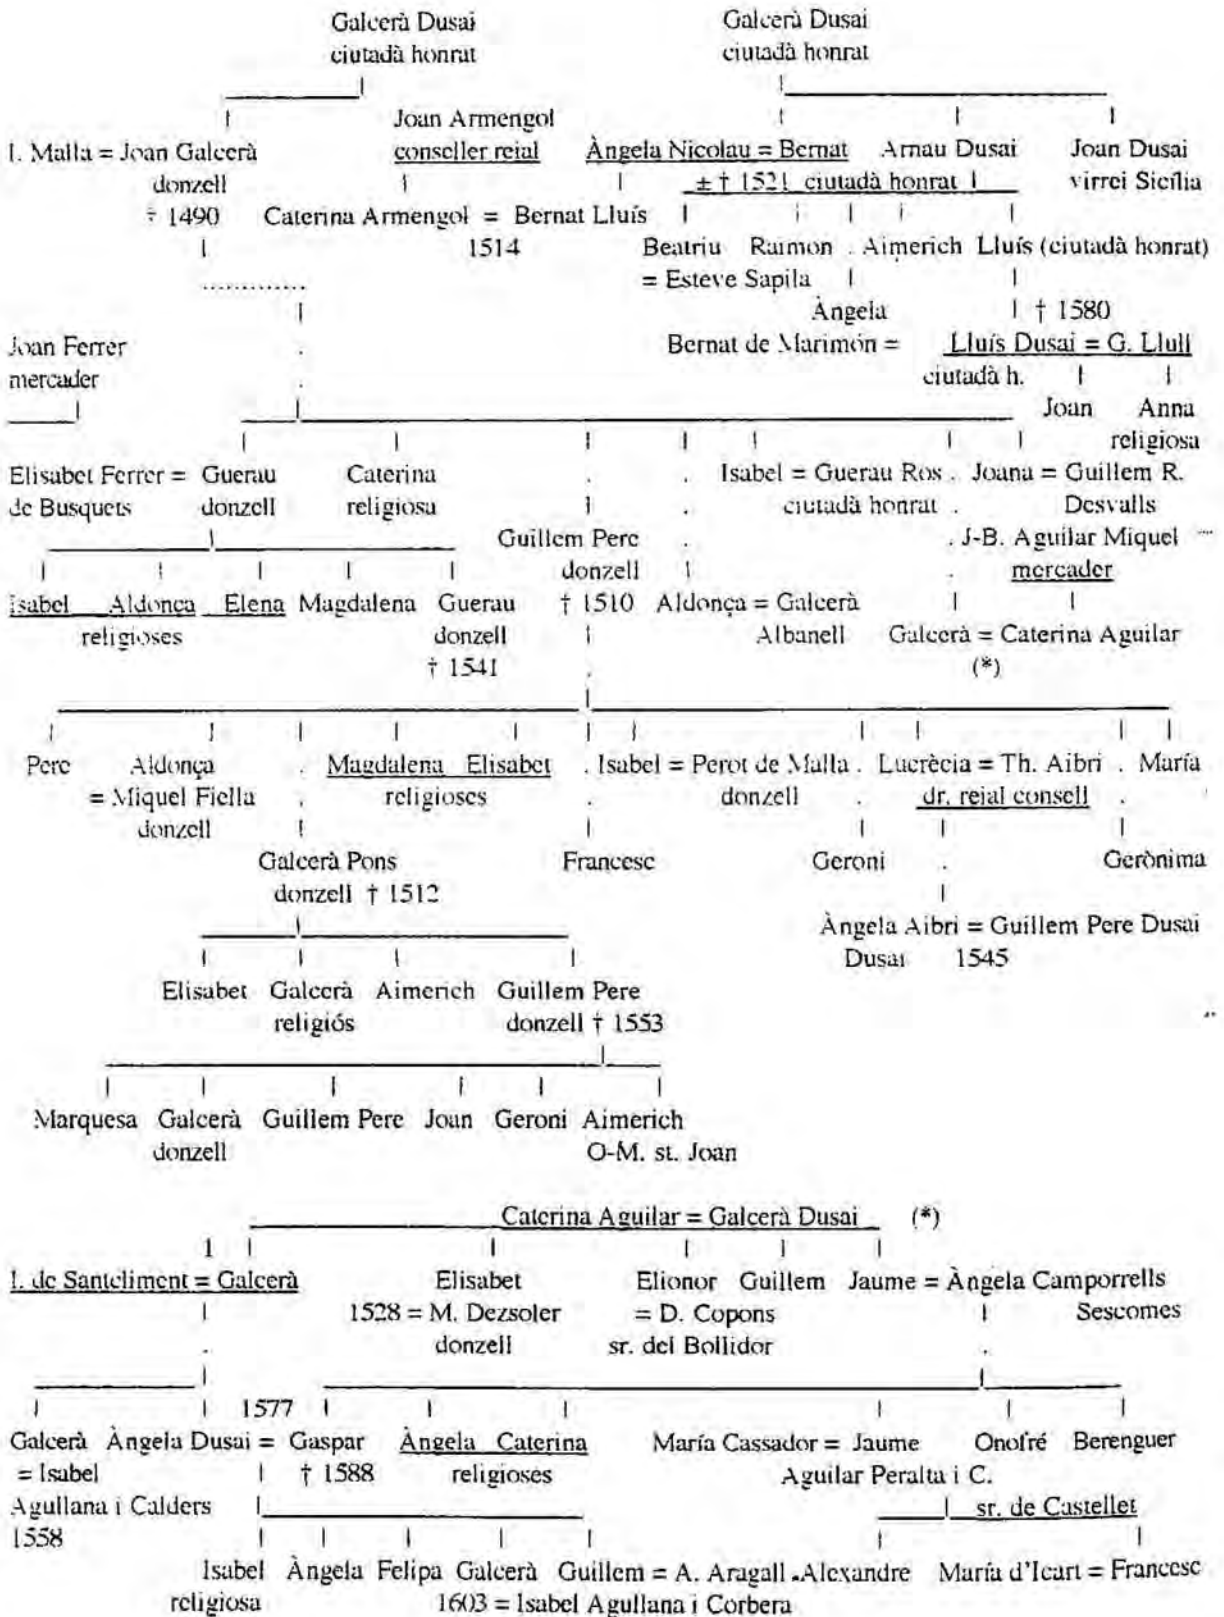 Galcerà Dusai Galcerà Dusai
ciutadà honrat ciutadà honrat
Joan Armengol
I. Malla = Joan Galcerà conseller reial Àngela Nicolau = Bernat Arnau Dusai Joan Dusai
donzell ± † 1521 ciutadà honrat virrei Sicília
† 1490 Caterina Armengol = Bernat Lluís
1514 Beatriu Raimon Aimerich Lluís (ciutadà honrat)
= Esteve Sapila
Àngela † 1580
Joan Ferrer Bernat de Marimón = Lluís Dusai = G. Llull
mercader ciutadà h.
Joan Anna
religiosa
Elisabet Ferrer = Guerau Caterina Isabel = Guerau Ros Joana = Guillem R.
de Busquets donzell religiosa ciutadà honrat Desvalls
Guillem Pere J-B. Aguilar Miquel
donzell mercader
Isabel Aldonça Elena Magdalena Guerau † 1510 Aldonça = Galcerà
religioses donzell Albanell Galcerà = Caterina Aguilar
† 1541 (*)
Pere Aldonça Magdalena Elisabet Isabel = Perot de Malla Lucrècia = Th. Aibri María
= Miquel Fiella religioses donzell dr. reial consell
donzell
Galcerà Pons Francesc Geroni Gerònima
donzell † 1512
Àngela Aibri = Guillem Pere Dusai
Dusai 1545
Elisabet Galcerà Aimerich Guillem Pere
religiós donzell † 1553
Marquesa Galcerà Guillem Pere Joan Geroni Aimerich
donzell O-M. st. Joan
Caterina Aguilar = Galcerà Dusai (*)
I. de Santcliment = Galcerà Elisabet Elionor Guillem Jaume = Àngela Camporrells
1528 = M. Dezsoler = D. Copons Sescomes
donzell sr. del Bollidor
1577
Galcerà Àngela Dusai = Gaspar Àngela Caterina María Cassador = Jaume Onofré Berenguer
= Isabel † 1588 religioses Aguilar Peralta i C.
Agullana i Calders sr. de Castellet
1558
Isabel Àngela Felipa Galcerà Guillem = A. Aragall Alexandre María d'Icart = Francesc
religiosa 1603 = Isabel Agullana i Corbera